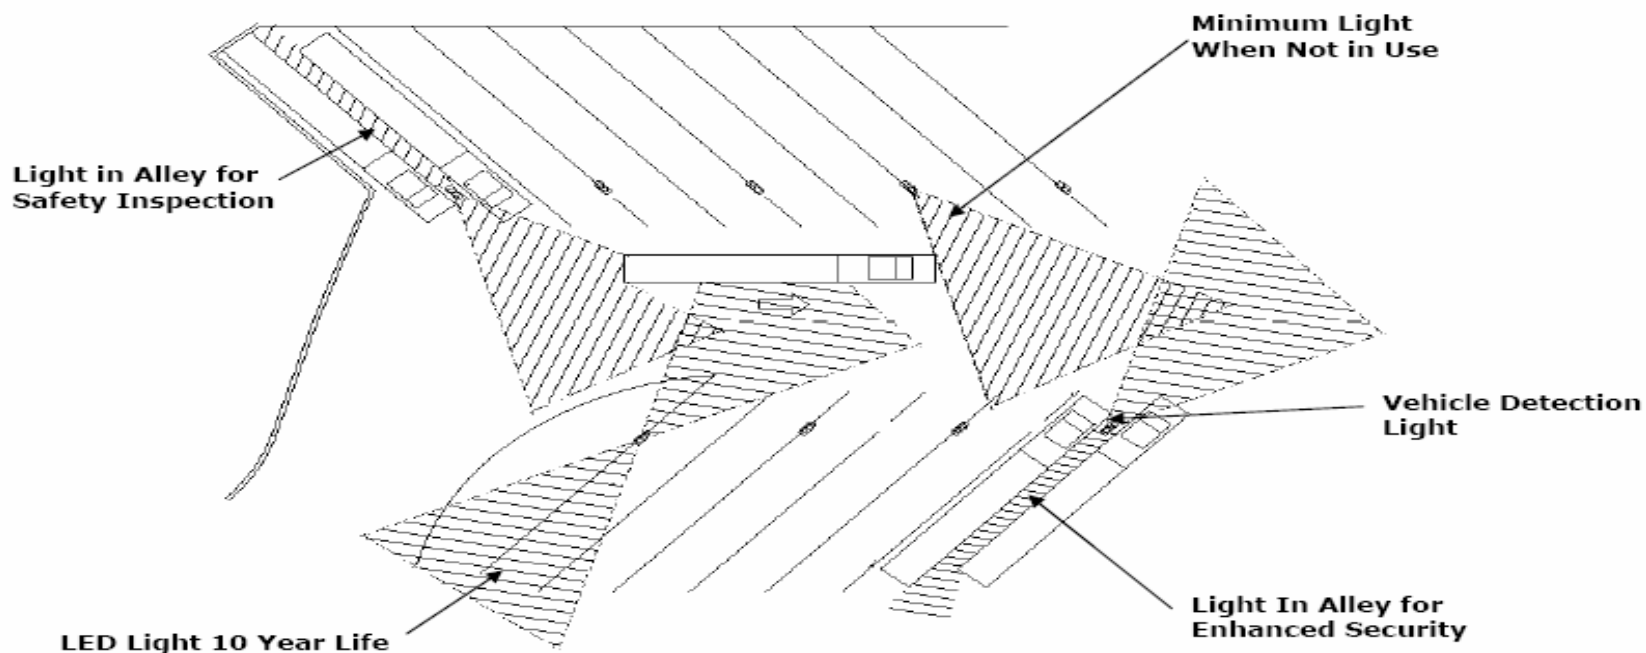 Minimum Light
When Not in Use
Light in Alley for
Safety Inspection
Vehicle Detection
Light
Light In Alley for
Enhanced Security
LED Light 10 Year Life